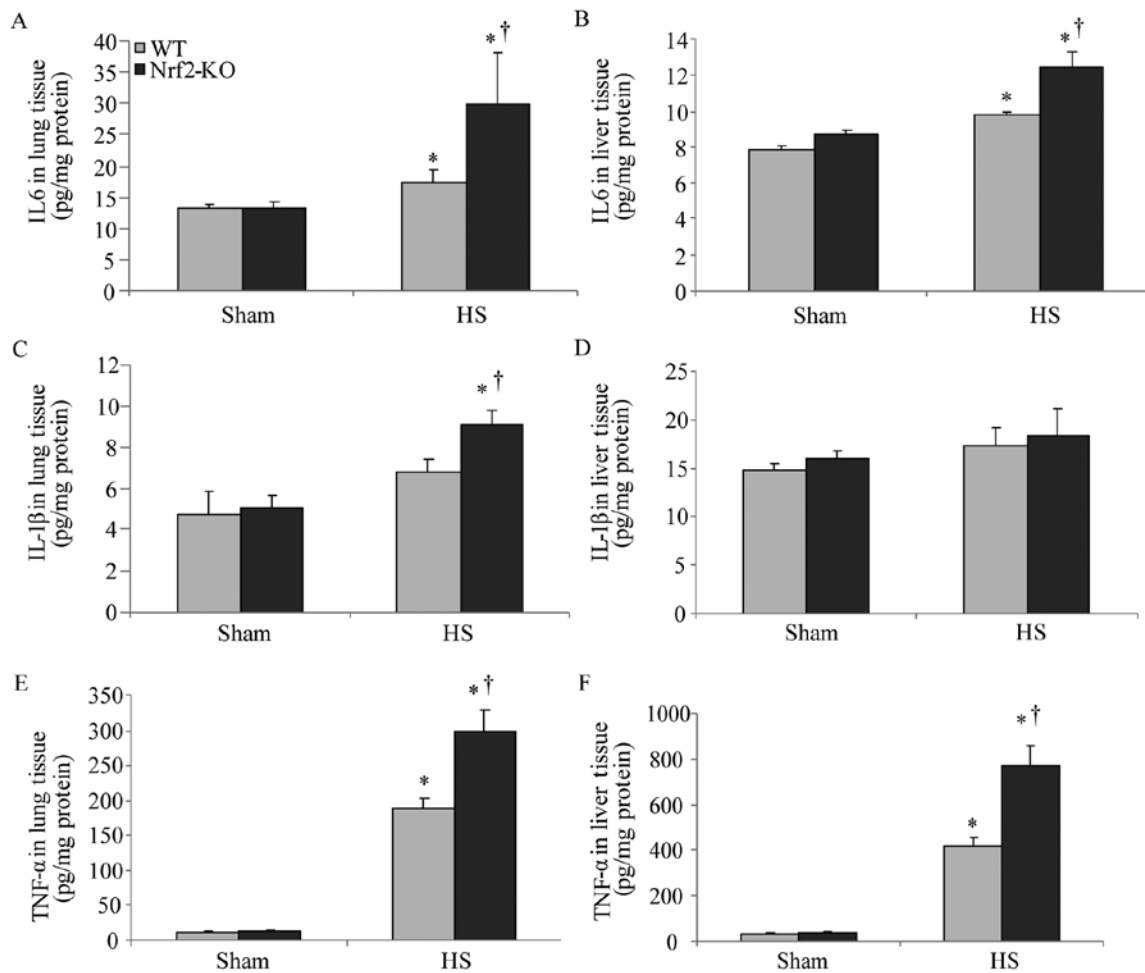 A
IL6 in lung tissue
(pg/mg protein)
40
35
30
25
20
15
10
5
0
WT
Nrf2-KO
*
*†
Sham
HS
B
IL6 in liver tissue
(pg/mg protein)
14
12
10
8
6
4
2
0
*
*†
Sham
HS
C
IL-1β in lung tissue
(pg/mg protein)
12
10
8
6
4
2
0
*†
Sham
HS
D
IL-1β in liver tissue
(pg/mg protein)
25
20
15
10
5
0
Sham
HS
E
TNF-α in lung tissue
(pg/mg protein)
350
300
250
200
150
100
50
0
*
*†
Sham
HS
F
TNF-α in liver tissue
(pg/mg protein)
1000
800
600
400
200
0
*
*†
Sham
HS